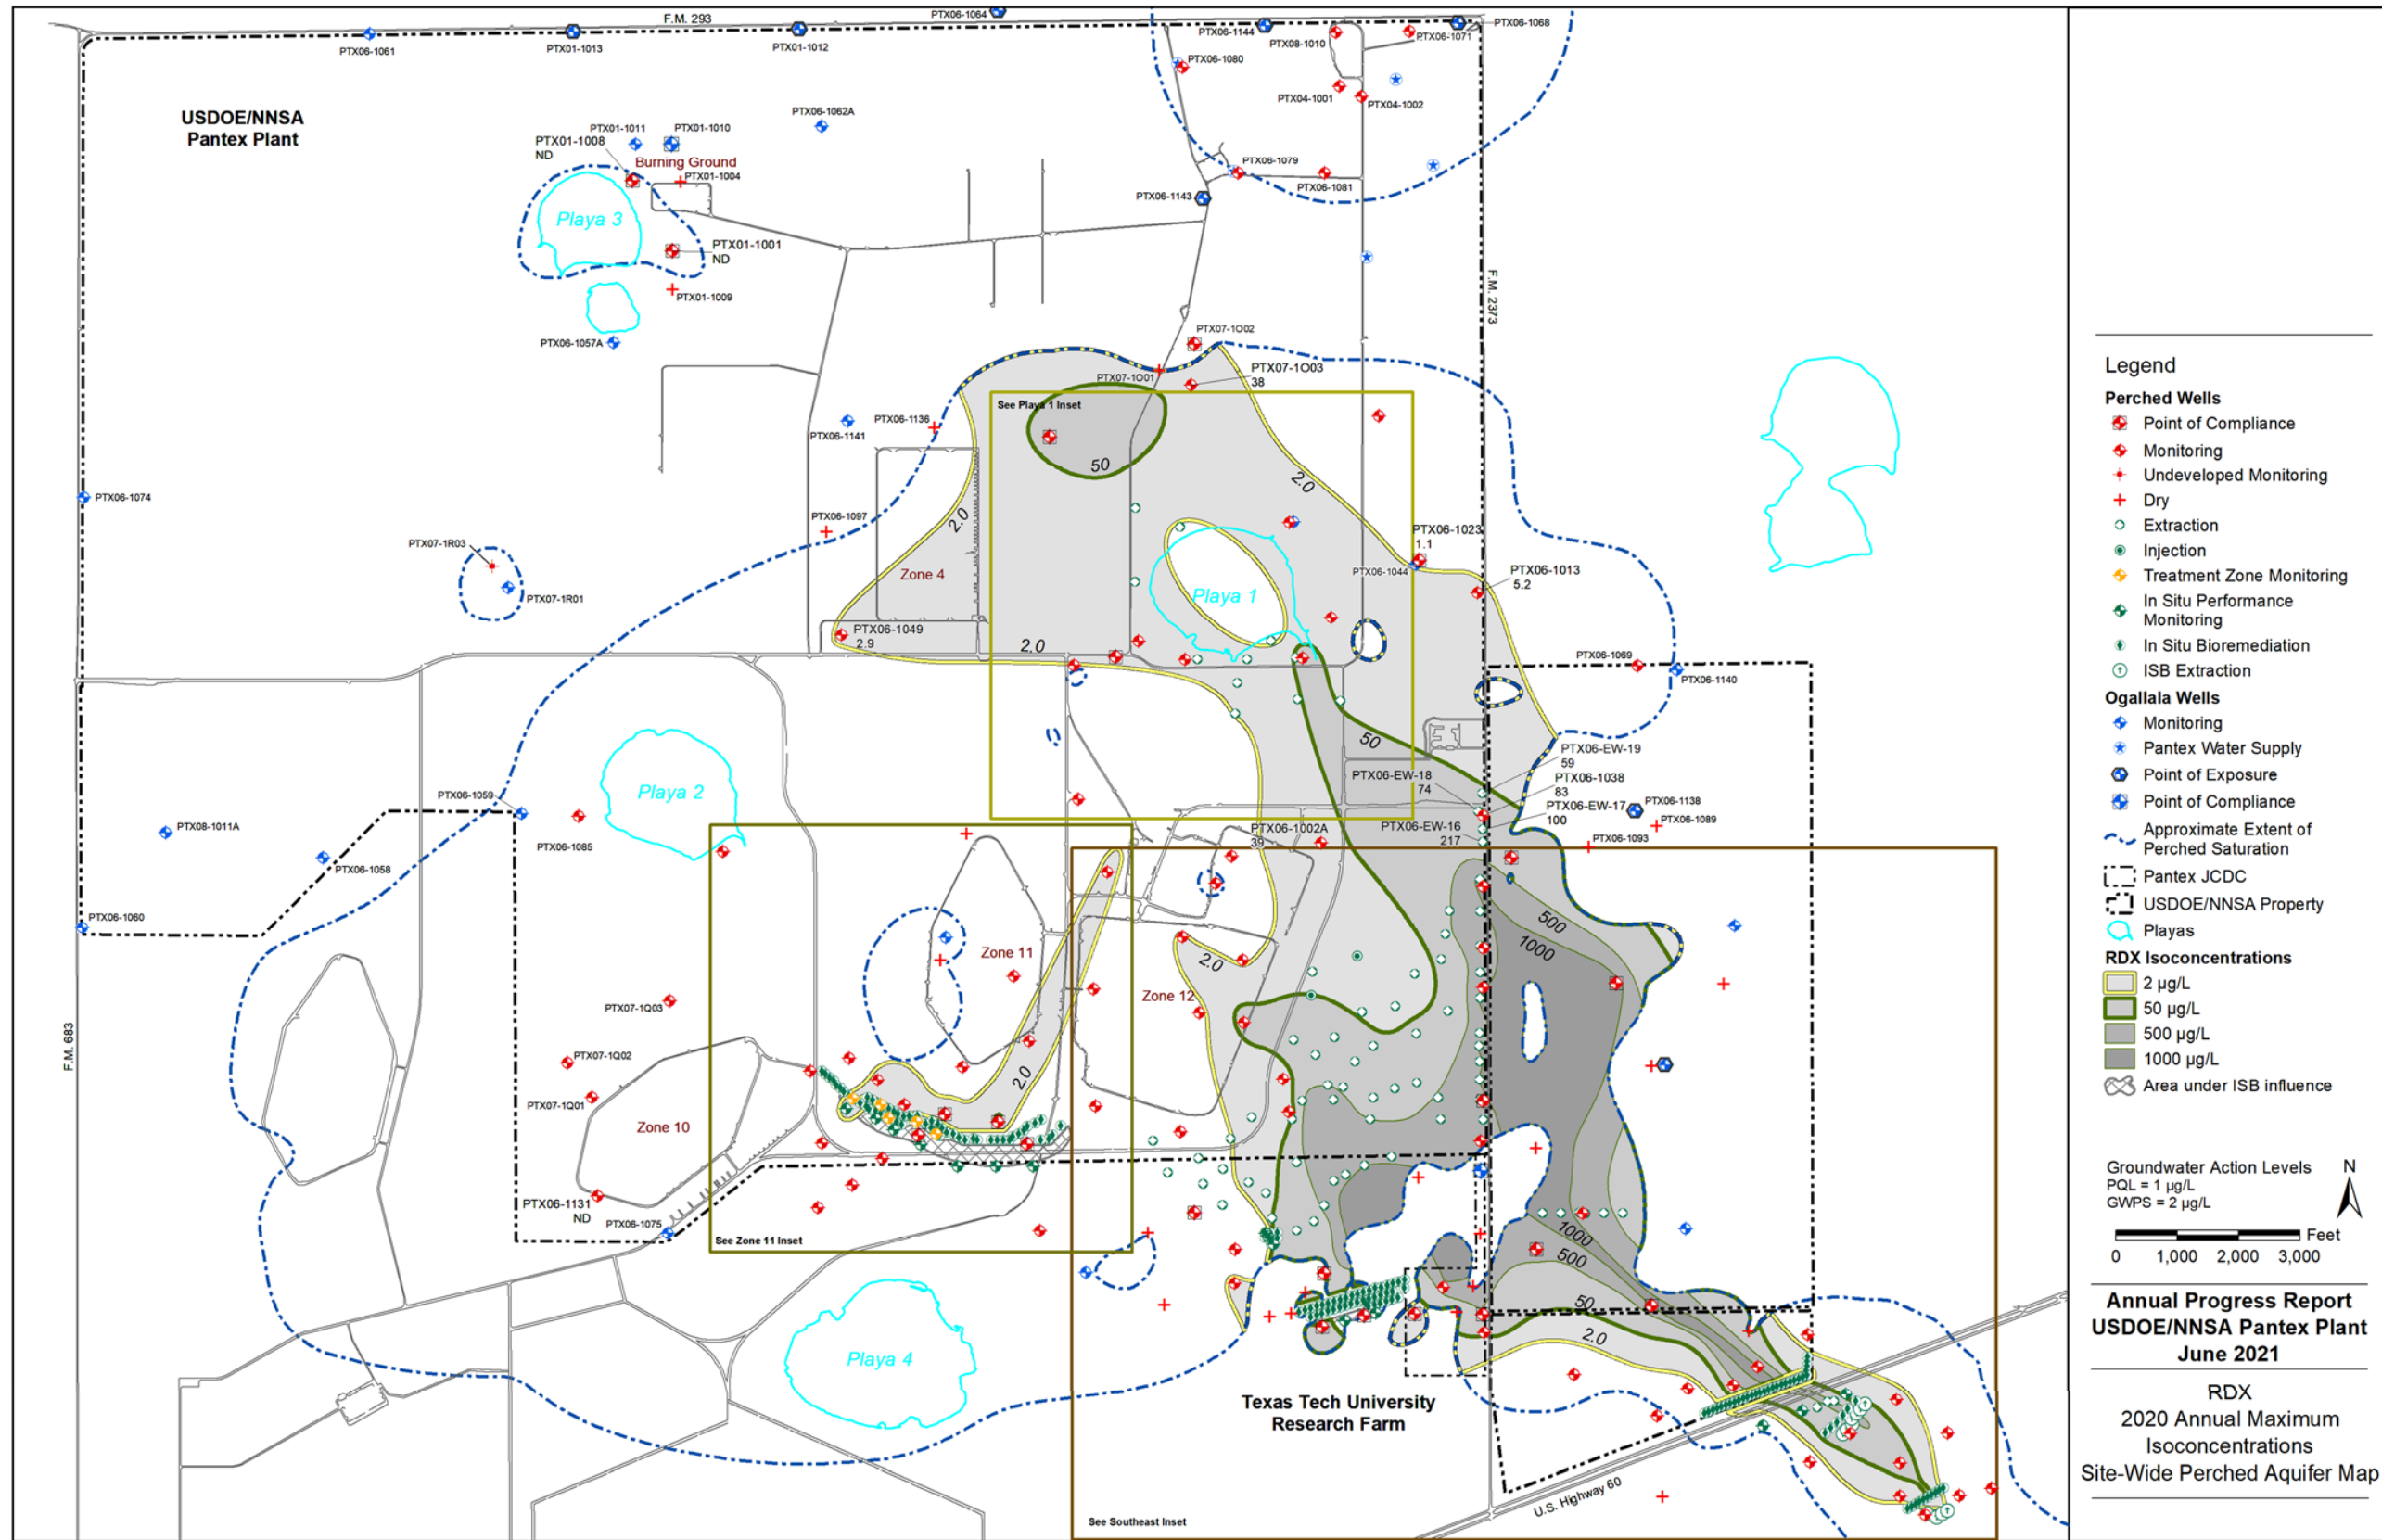 F.M. 293
PTX06-1064
PTX06-1068
PTX06-1061
PTX01-1013
PTX01-1012
PTX06-1144
PTX08-1010
PTX06-1071
PTX06-1080
PTX04-1001
PTX04-1002
USDOE/NNSA
Pantex Plant
PTX06-1062A
PTX01-1011
PTX01-1010
PTX01-1008
ND
Burning Ground
PTX01-1004
PTX06-1079
PTX06-1081
PTX06-1143
Playa 3
PTX01-1001
ND
PTX01-1009
PTX06-1057A
F.M. 2373
PTX07-1O02
PTX07-1O01
PTX07-1O03
38
See Playa 1 Inset
PTX06-1136
PTX06-1141
50
2.0
2.0
PTX06-1074
PTX06-1097
PTX07-1R03
PTX07-1R01
Zone 4
PTX06-1023
1.1
PTX06-1044
PTX06-1013
5.2
Playa 1
PTX06-1049
2.9
2.0
PTX06-1069
PTX06-1140
50
PTX06-EW-19
59
PTX06-EW-18
74
PTX06-1038
83
PTX06-EW-17
100
PTX06-EW-16
217
PTX06-1138
PTX06-1089
PTX06-1093
Playa 2
PTX06-1059
PTX08-1011A
PTX06-1085
PTX06-1058
PTX06-1060
PTX06-1002A
39
500
1000
Zone 11
2.0
Zone 12
PTX07-1Q03
F.M. 683
PTX07-1Q02
PTX07-1Q01
2.0
Zone 10
PTX06-1131
ND
PTX06-1075
See Zone 11 Inset
1000
500
50
2.0
Playa 4
Texas Tech University
Research Farm
U.S. Highway 60
See Southeast Inset
Legend
Perched Wells
Point of Compliance
Monitoring
Undeveloped Monitoring
Dry
Extraction
Injection
Treatment Zone Monitoring
In Situ Performance
Monitoring
In Situ Bioremediation
ISB Extraction
Ogallala Wells
Monitoring
Pantex Water Supply
Point of Exposure
Point of Compliance
Approximate Extent of
Perched Saturation
Pantex JCDC
USDOE/NNSA Property
Playas
RDX Isoconcentrations
2 µg/L
50 µg/L
500 µg/L
1000 µg/L
Area under ISB influence
Groundwater Action Levels
PQL = 1 µg/L
GWPS = 2 µg/L
N
Feet
0 1,000 2,000 3,000
Annual Progress Report
USDOE/NNSA Pantex Plant
June 2021
RDX
2020 Annual Maximum
Isoconcentrations
Site-Wide Perched Aquifer Map